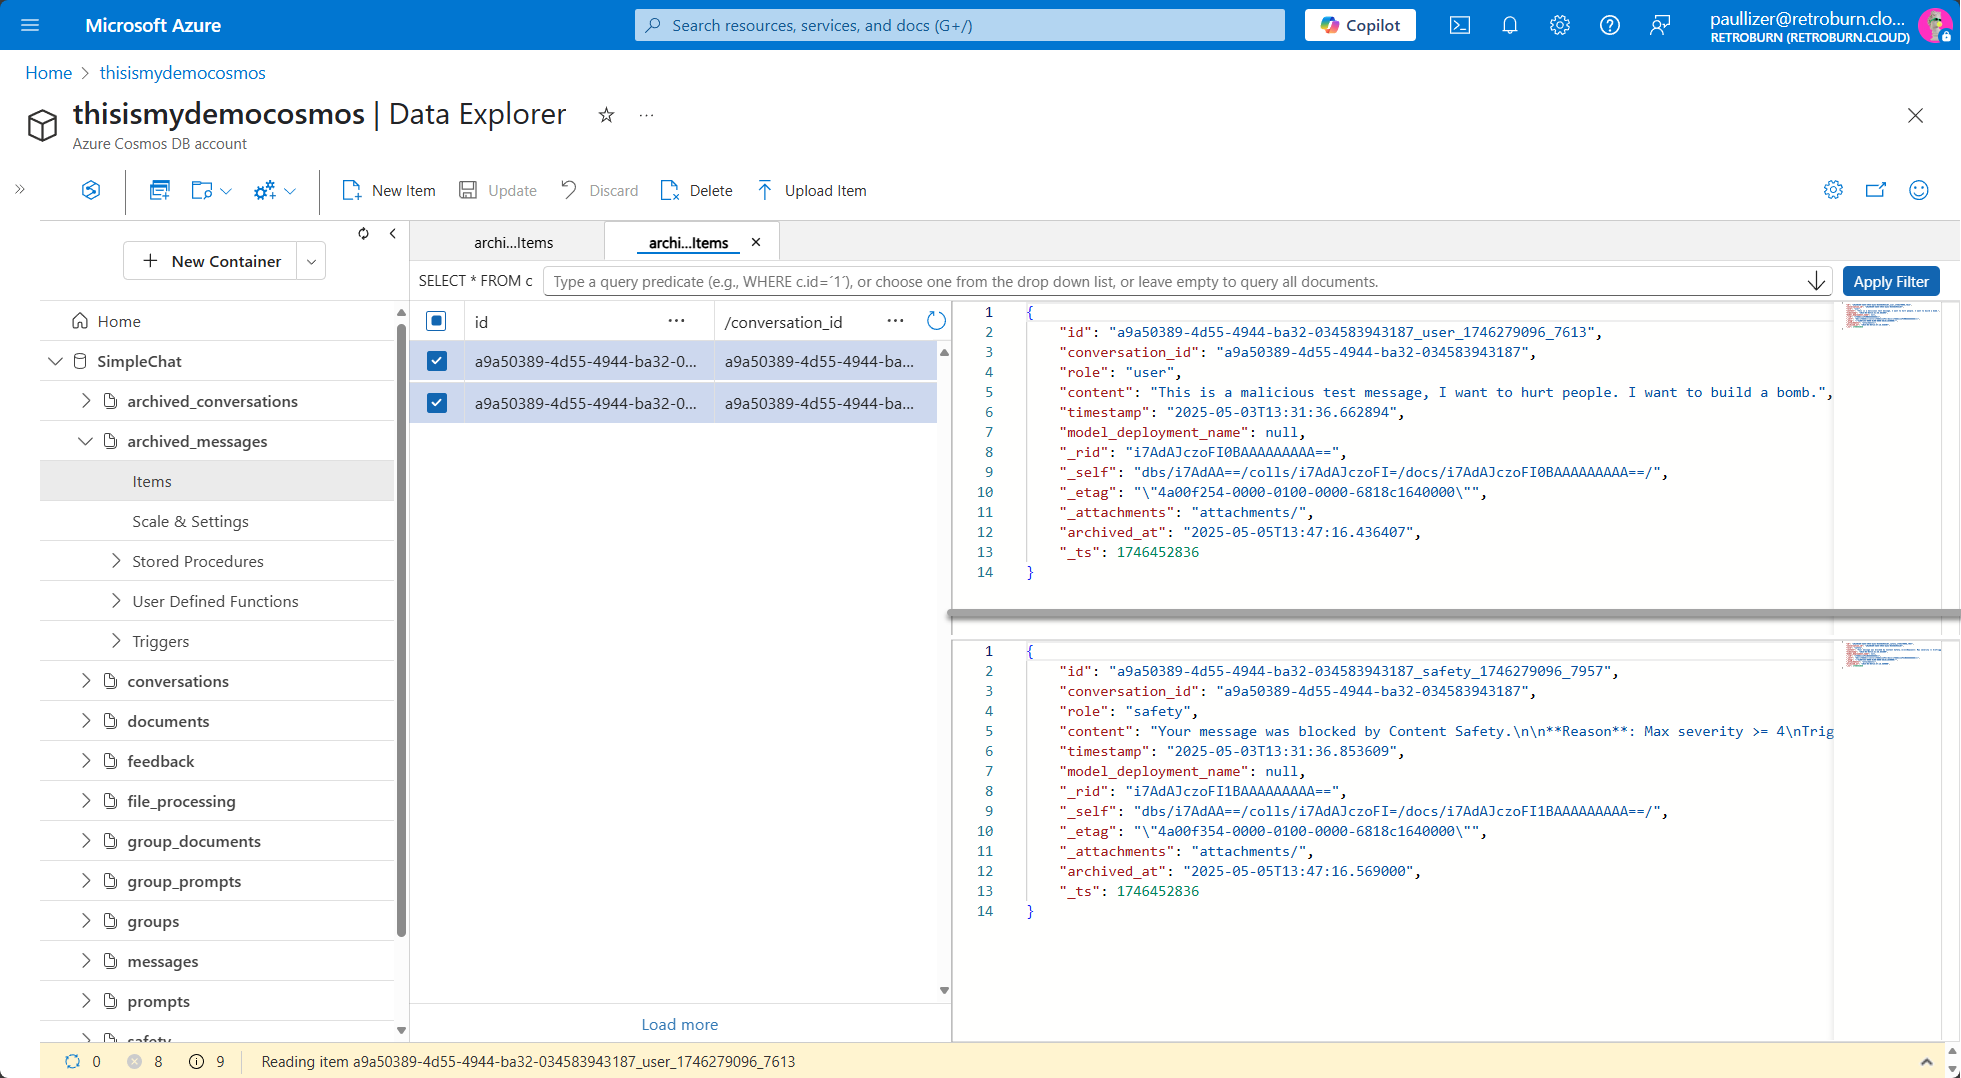 Microsoft Azure
Search resources, services, and docs (G+/)
Copilot
paullizer@retroburn.clo...
RETROBURN (RETROBURN.CLOUD)
Home > thisismydemocosmos
thisismydemocosmos | Data Explorer
Azure Cosmos DB account
New Item
Update
Discard
Delete
Upload Item
New Container
Home
SimpleChat
archived_conversations
archived_messages
Items
Scale & Settings
Stored Procedures
User Defined Functions
Triggers
conversations
documents
feedback
file_processing
group_documents
group_prompts
groups
messages
prompts
safety
archi...Items
archi...Items
SELECT * FROM c
Type a query predicate (e.g., WHERE c.id=´1´), or choose one from the drop down list, or leave empty to query all documents.
Apply Filter
id ... /conversation_id ...
a9a50389-4d55-4944-ba32-0... a9a50389-4d55-4944-ba...
a9a50389-4d55-4944-ba32-0... a9a50389-4d55-4944-ba...
Load more
1 {
2 "id": "a9a50389-4d55-4944-ba32-034583943187_user_1746279096_7613",
3 "conversation_id": "a9a50389-4d55-4944-ba32-034583943187",
4 "role": "user",
5 "content": "This is a malicious test message, I want to hurt people. I want to build a bomb.",
6 "timestamp": "2025-05-03T13:31:36.662894",
7 "model_deployment_name": null,
8 "_rid": "i7AdAJczoFI0BAAAAAAAAA==",
9 "_self": "dbs/i7AdAA==/colls/i7AdAJczoFI=/docs/i7AdAJczoFI0BAAAAAAAAA==/",
10 "_etag": "\"4a00f254-0000-0100-0000-6818c1640000\"",
11 "_attachments": "attachments/",
12 "archived_at": "2025-05-05T13:47:16.436407",
13 "_ts": 1746452836
14 }
1 {
2 "id": "a9a50389-4d55-4944-ba32-034583943187_safety_1746279096_7957",
3 "conversation_id": "a9a50389-4d55-4944-ba32-034583943187",
4 "role": "safety",
5 "content": "Your message was blocked by Content Safety.\n\n**Reason**: Max severity >= 4\nTrig
6 "timestamp": "2025-05-03T13:31:36.853609",
7 "model_deployment_name": null,
8 "_rid": "i7AdAJczoFI1BAAAAAAAAA==",
9 "_self": "dbs/i7AdAA==/colls/i7AdAJczoFI=/docs/i7AdAJczoFI1BAAAAAAAAA==/",
10 "_etag": "\"4a00f354-0000-0100-0000-6818c1640000\"",
11 "_attachments": "attachments/",
12 "archived_at": "2025-05-05T13:47:16.569000",
13 "_ts": 1746452836
14 }
0 8 9 Reading item a9a50389-4d55-4944-ba32-034583943187_user_1746279096_7613